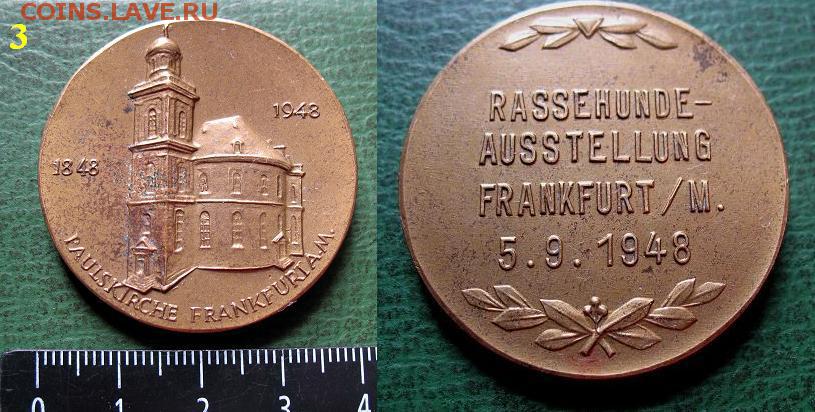 COINS.LAVE.RU
3
1948
1848
PAULSKIRCHE FRANKFURT A.M.
0 1 2 3 4
RASSEHUNDE-
AUSSTELLUNG
FRANKFURT/M.
5.9.1948